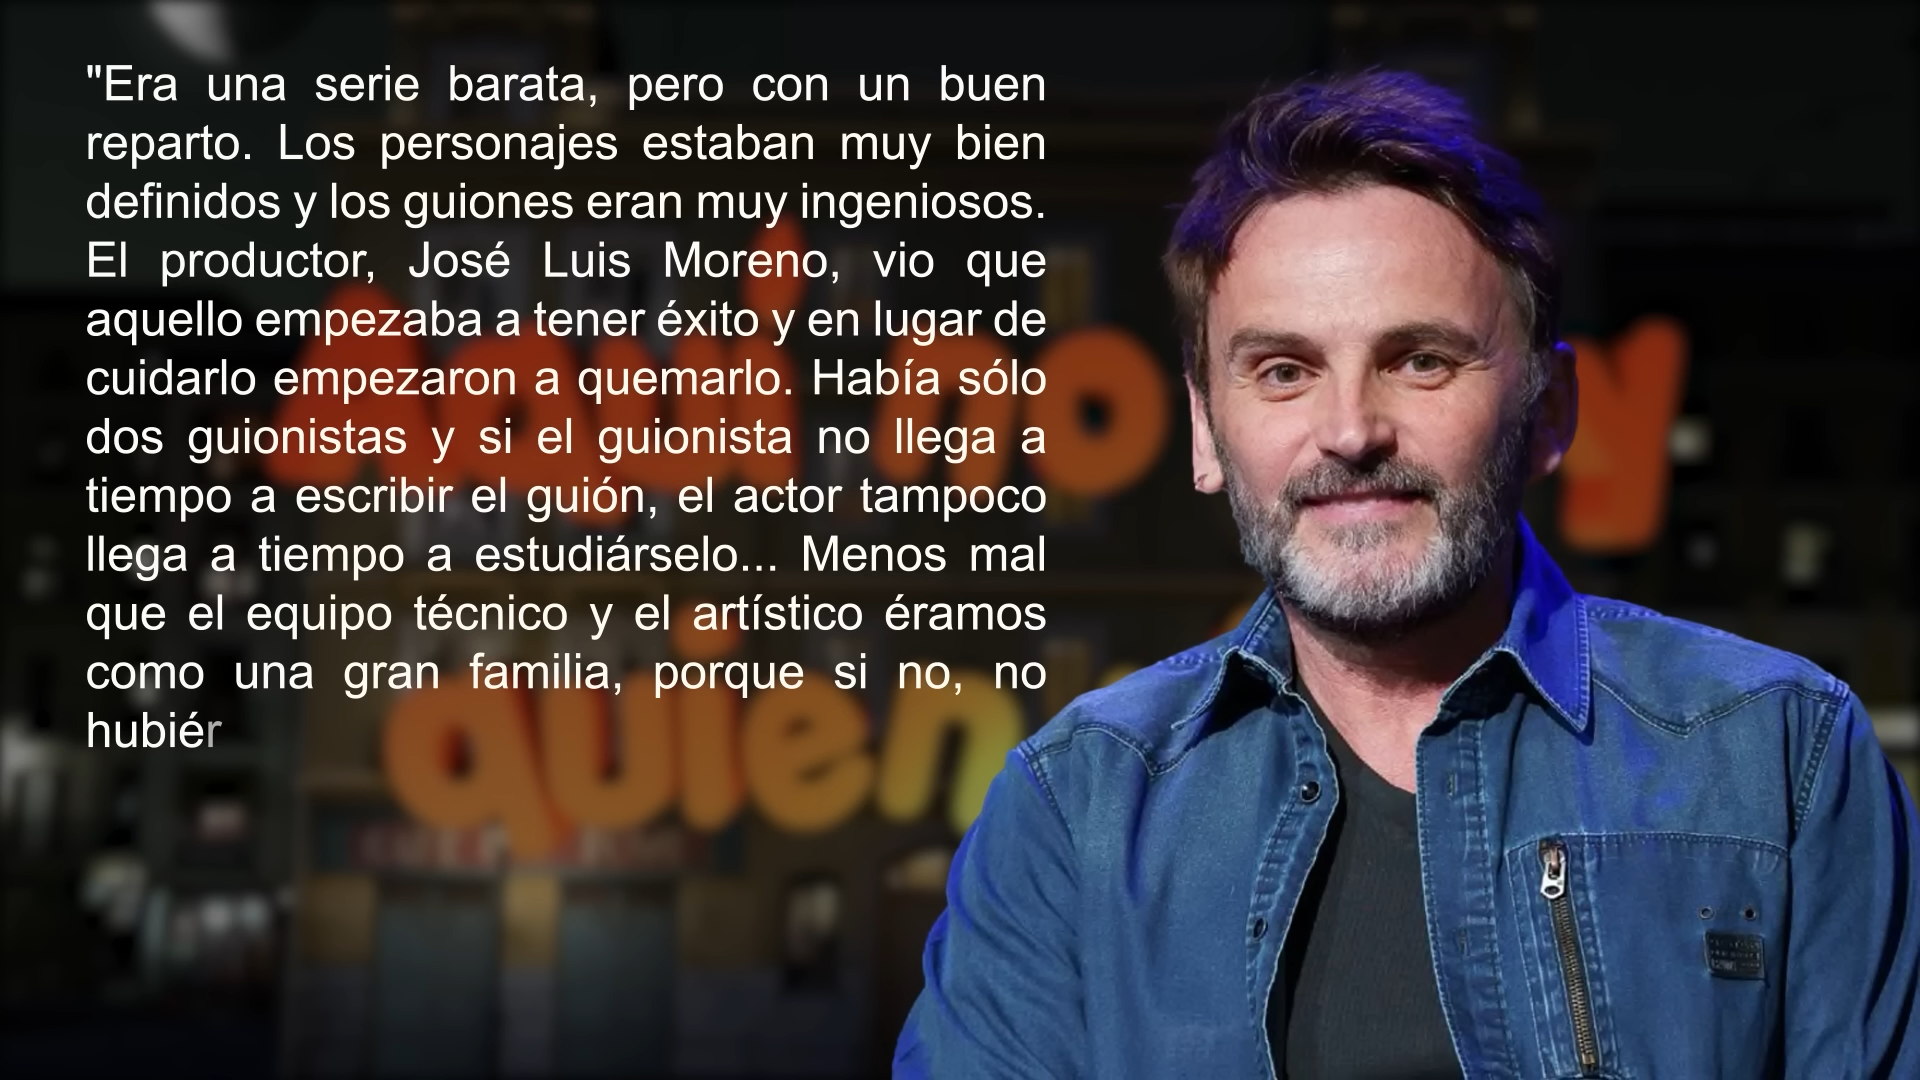 "Era una serie barata, pero con un buen
reparto. Los personajes estaban muy bien
definidos y los guiones eran muy ingeniosos.
El productor, José Luis Moreno, vio que
aquello empezaba a tener éxito y en lugar de
cuidarlo empezaron a quemarlo. Había sólo
dos guionistas y si el guionista no llega a
tiempo a escribir el guión, el actor tampoco
llega a tiempo a estudiárselo... Menos mal
que el equipo técnico y el artístico éramos
como una gran familia, porque si no, no
hubiér
Aquí no y
quien